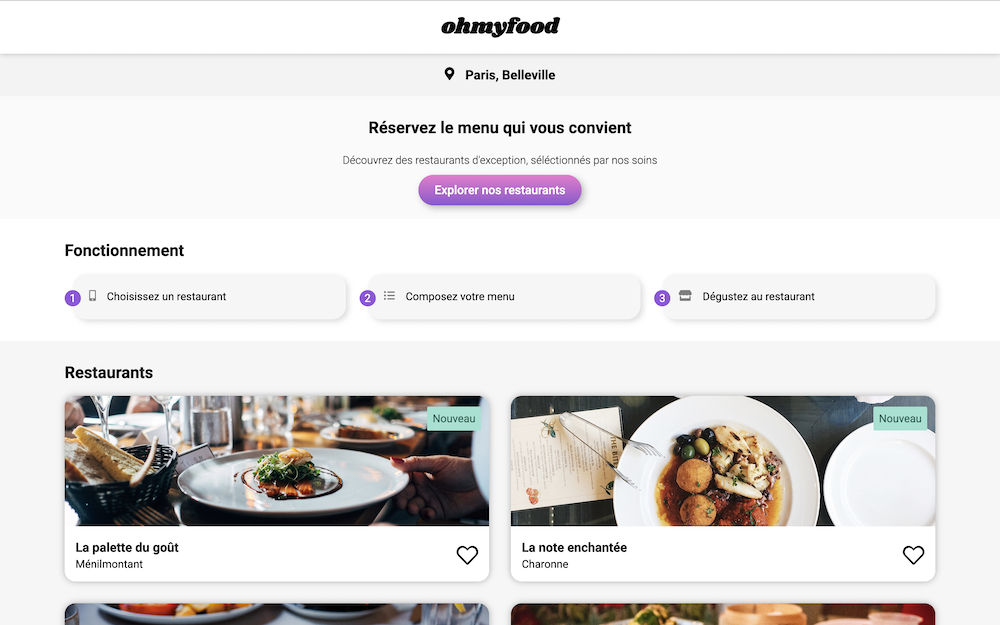 ohmyfood
Paris, Belleville
Réservez le menu qui vous convient
Découvrez des restaurants d'exception, séléctionnés par nos soins
Explorer nos restaurants
Fonctionnement
1 Choisissez un restaurant
2 Composez votre menu
3 Dégustez au restaurant
Restaurants
Nouveau
Nouveau
La palette du goût
Ménilmontant
La note enchantée
Charonne